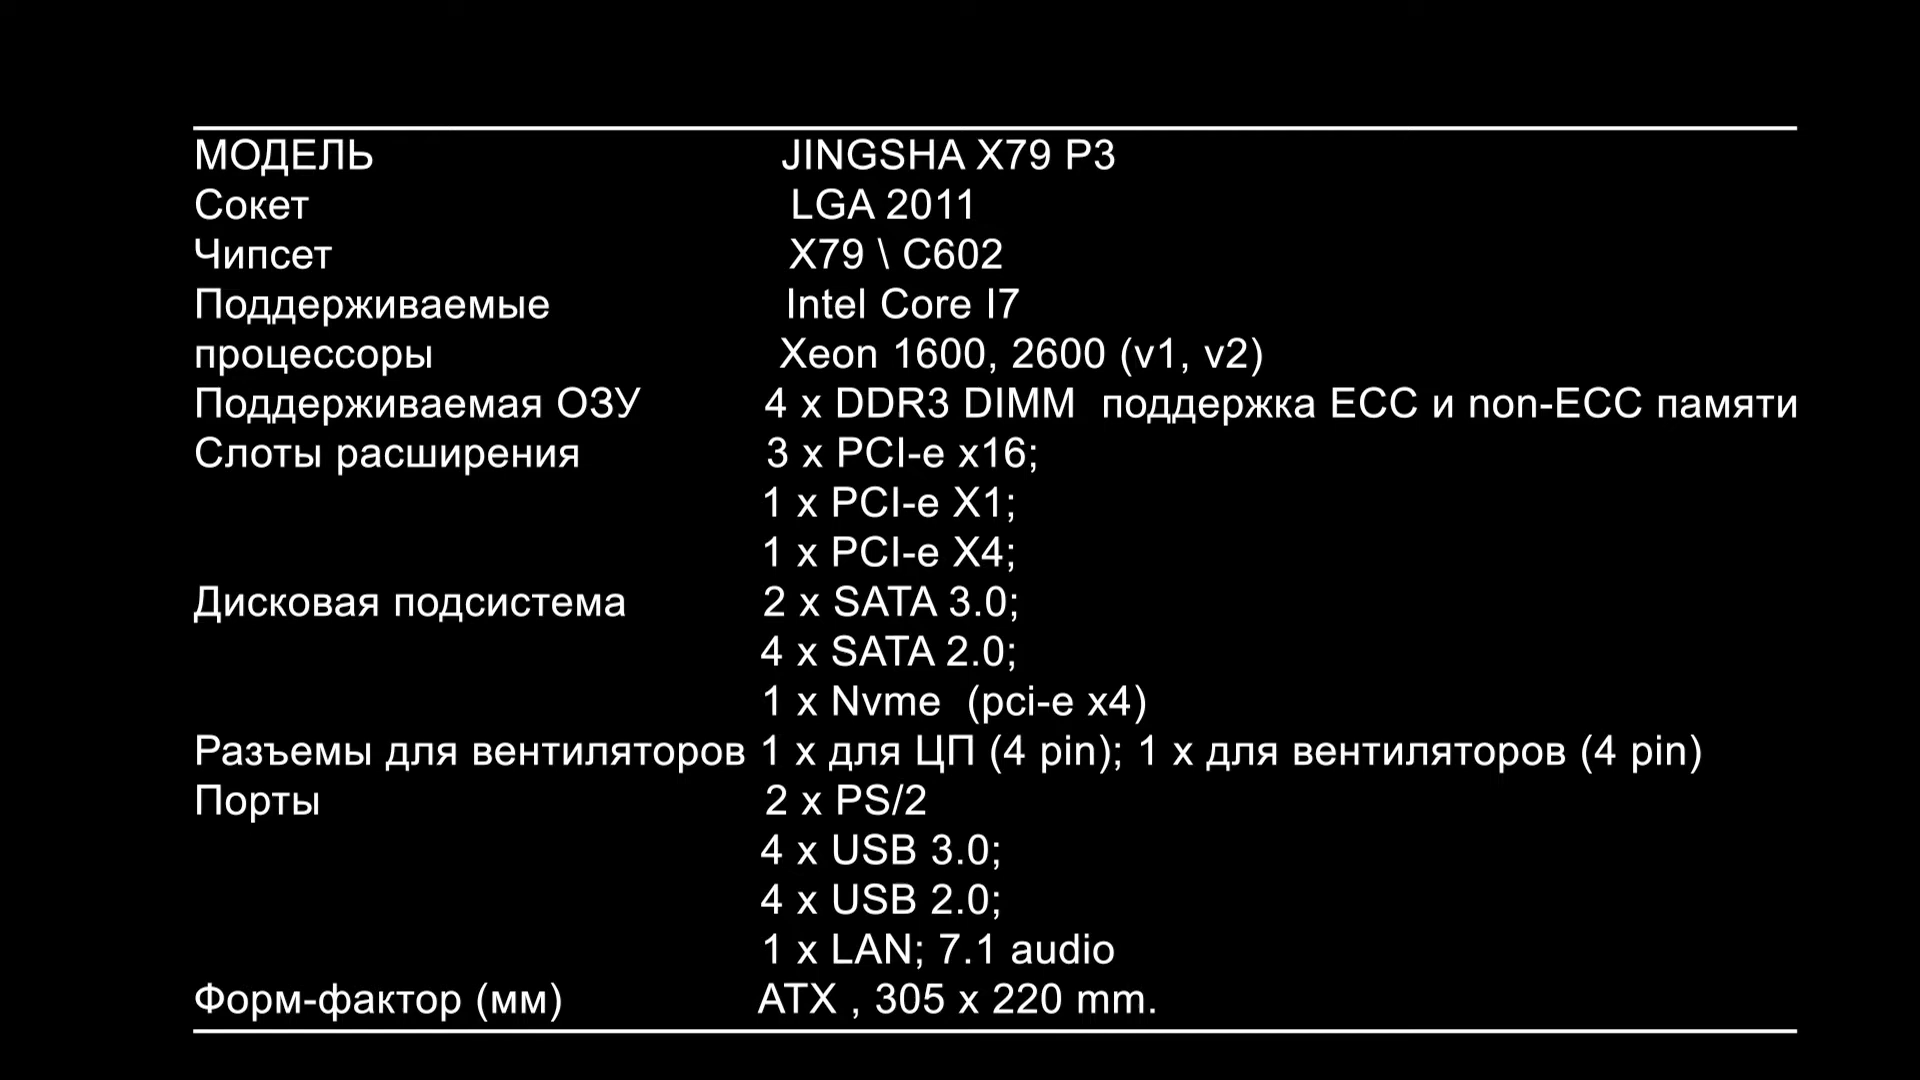 МОДЕЛЬ JINGSHA X79 P3
Сокет LGA 2011
Чипсет X79 \ C602
Поддерживаемые Intel Core I7
процессоры Xeon 1600, 2600 (v1, v2)
Поддерживаемая ОЗУ 4 x DDR3 DIMM поддержка ECC и non-ECC памяти
Слоты расширения 3 x PCI-e x16;
1 x PCI-e X1;
1 x PCI-e X4;
Дисковая подсистема 2 x SATA 3.0;
4 x SATA 2.0;
1 x Nvme (pci-e x4)
Разъемы для вентиляторов 1 x для ЦП (4 pin); 1 x для вентиляторов (4 pin)
Порты 2 x PS/2
4 x USB 3.0;
4 x USB 2.0;
1 x LAN; 7.1 audio
Форм-фактор (мм) ATX , 305 x 220 mm.